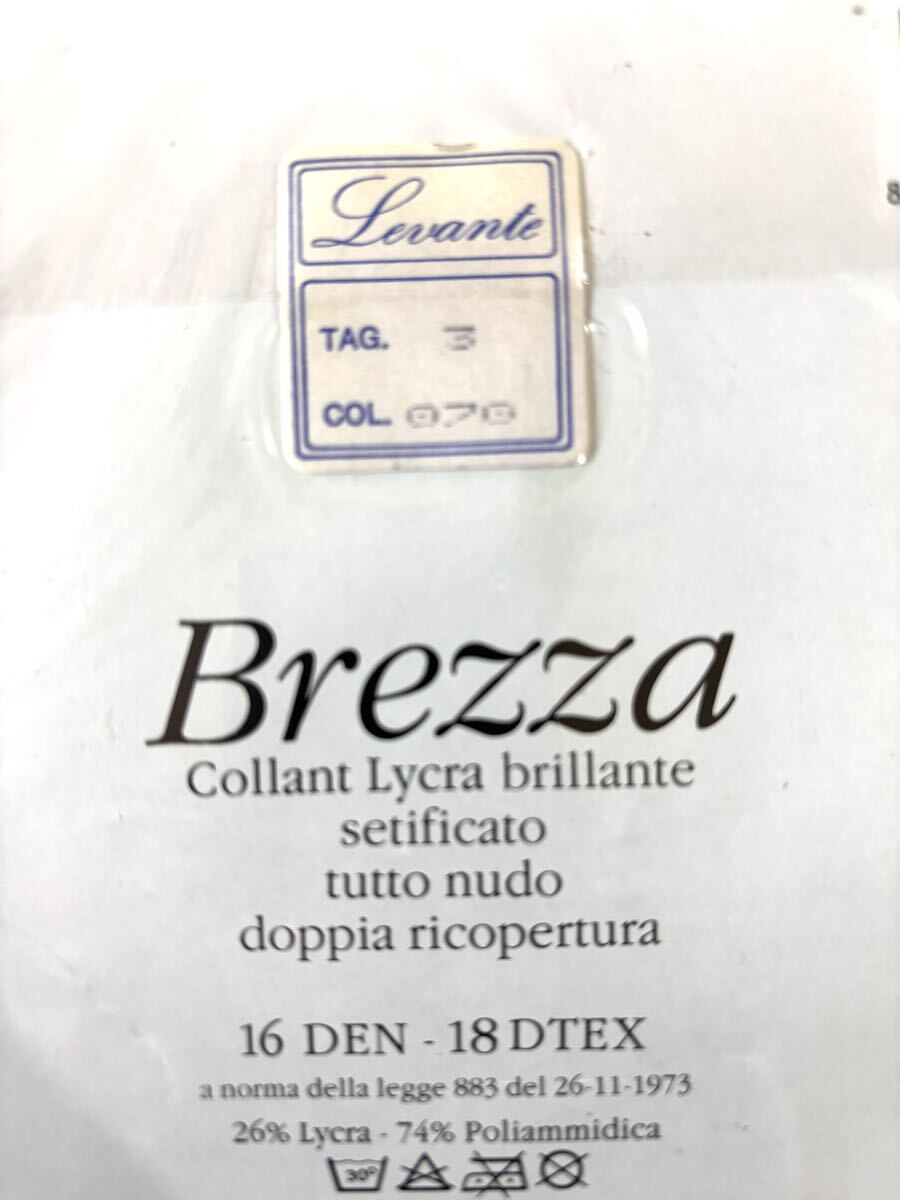 Levante
TAG. 3
COL. 070
Brezza
Collant Lycra brillante
setificato
tutto nudo
doppia ricopertura
16 DEN - 18 DTEX
a norma della legge 883 del 26-11-1973
26% Lycra - 74% Poliammidica
30°